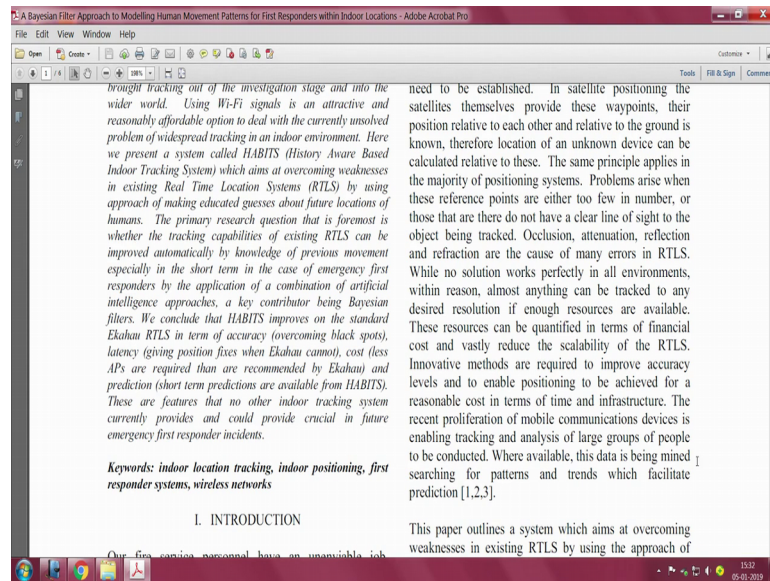 A Bayesian Filter Approach to Modelling Human Movement Patterns for First Responders within Indoor Locations - Adobe Acrobat Pro
File Edit View Window Help
Open Create Customize
1 / 6 198% Tools Fill & Sign Commen
brought tracking out of the investigation stage and into the
wider world. Using Wi-Fi signals is an attractive and
reasonably affordable option to deal with the currently unsolved
problem of widespread tracking in an indoor environment. Here
we present a system called HABITS (History Aware Based
Indoor Tracking System) which aims at overcoming weaknesses
in existing Real Time Location Systems (RTLS) by using
approach of making educated guesses about future locations of
humans. The primary research question that is foremost is
whether the tracking capabilities of existing RTLS can be
improved automatically by knowledge of previous movement
especially in the short term in the case of emergency first
responders by the application of a combination of artificial
intelligence approaches, a key contributor being Bayesian
filters. We conclude that HABITS improves on the standard
Ekahau RTLS in term of accuracy (overcoming black spots),
latency (giving position fixes when Ekahau cannot), cost (less
APs are required than are recommended by Ekahau) and
prediction (short term predictions are available from HABITS).
These are features that no other indoor tracking system
currently provides and could provide crucial in future
emergency first responder incidents.
Keywords: indoor location tracking, indoor positioning, first
responder systems, wireless networks
I. INTRODUCTION
Our fire service personnel have an unenviable job
need to be established. In satellite positioning the
satellites themselves provide these waypoints, their
position relative to each other and relative to the ground is
known, therefore location of an unknown device can be
calculated relative to these. The same principle applies in
the majority of positioning systems. Problems arise when
these reference points are either too few in number, or
those that are there do not have a clear line of sight to the
object being tracked. Occlusion, attenuation, reflection
and refraction are the cause of many errors in RTLS.
While no solution works perfectly in all environments,
within reason, almost anything can be tracked to any
desired resolution if enough resources are available.
These resources can be quantified in terms of financial
cost and vastly reduce the scalability of the RTLS.
Innovative methods are required to improve accuracy
levels and to enable positioning to be achieved for a
reasonable cost in terms of time and infrastructure. The
recent proliferation of mobile communications devices is
enabling tracking and analysis of large groups of people
to be conducted. Where available, this data is being mined
searching for patterns and trends which facilitate
prediction [1,2,3].
This paper outlines a system which aims at overcoming
weaknesses in existing RTLS by using the approach of
15:32
05-01-2019